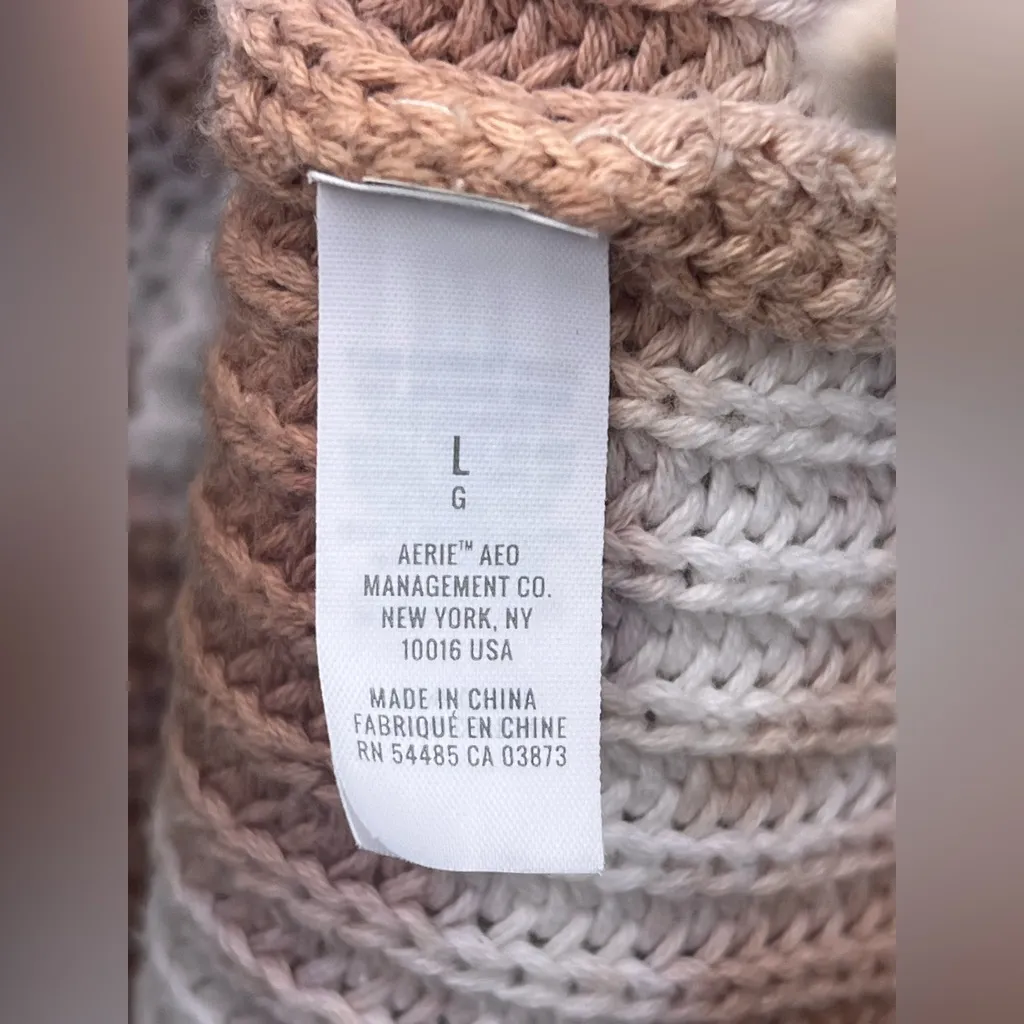 L
G
AERIE™ AEO
MANAGEMENT CO.
NEW YORK, NY
10016 USA
MADE IN CHINA
FABRIQUÉ EN CHINE
RN 54485 CA 03873